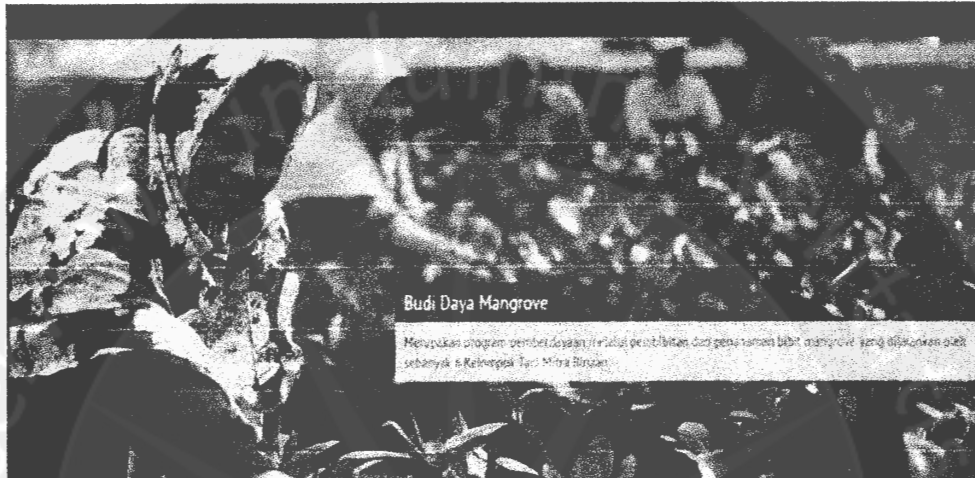 Budi Daya Mangrove
Merupakan program pemberdayaan melalui pembibitan dan penanaman bibit mangrove yang dilakukan oleh
sebanyak 6 Kelompok Tani Mitra Binaan